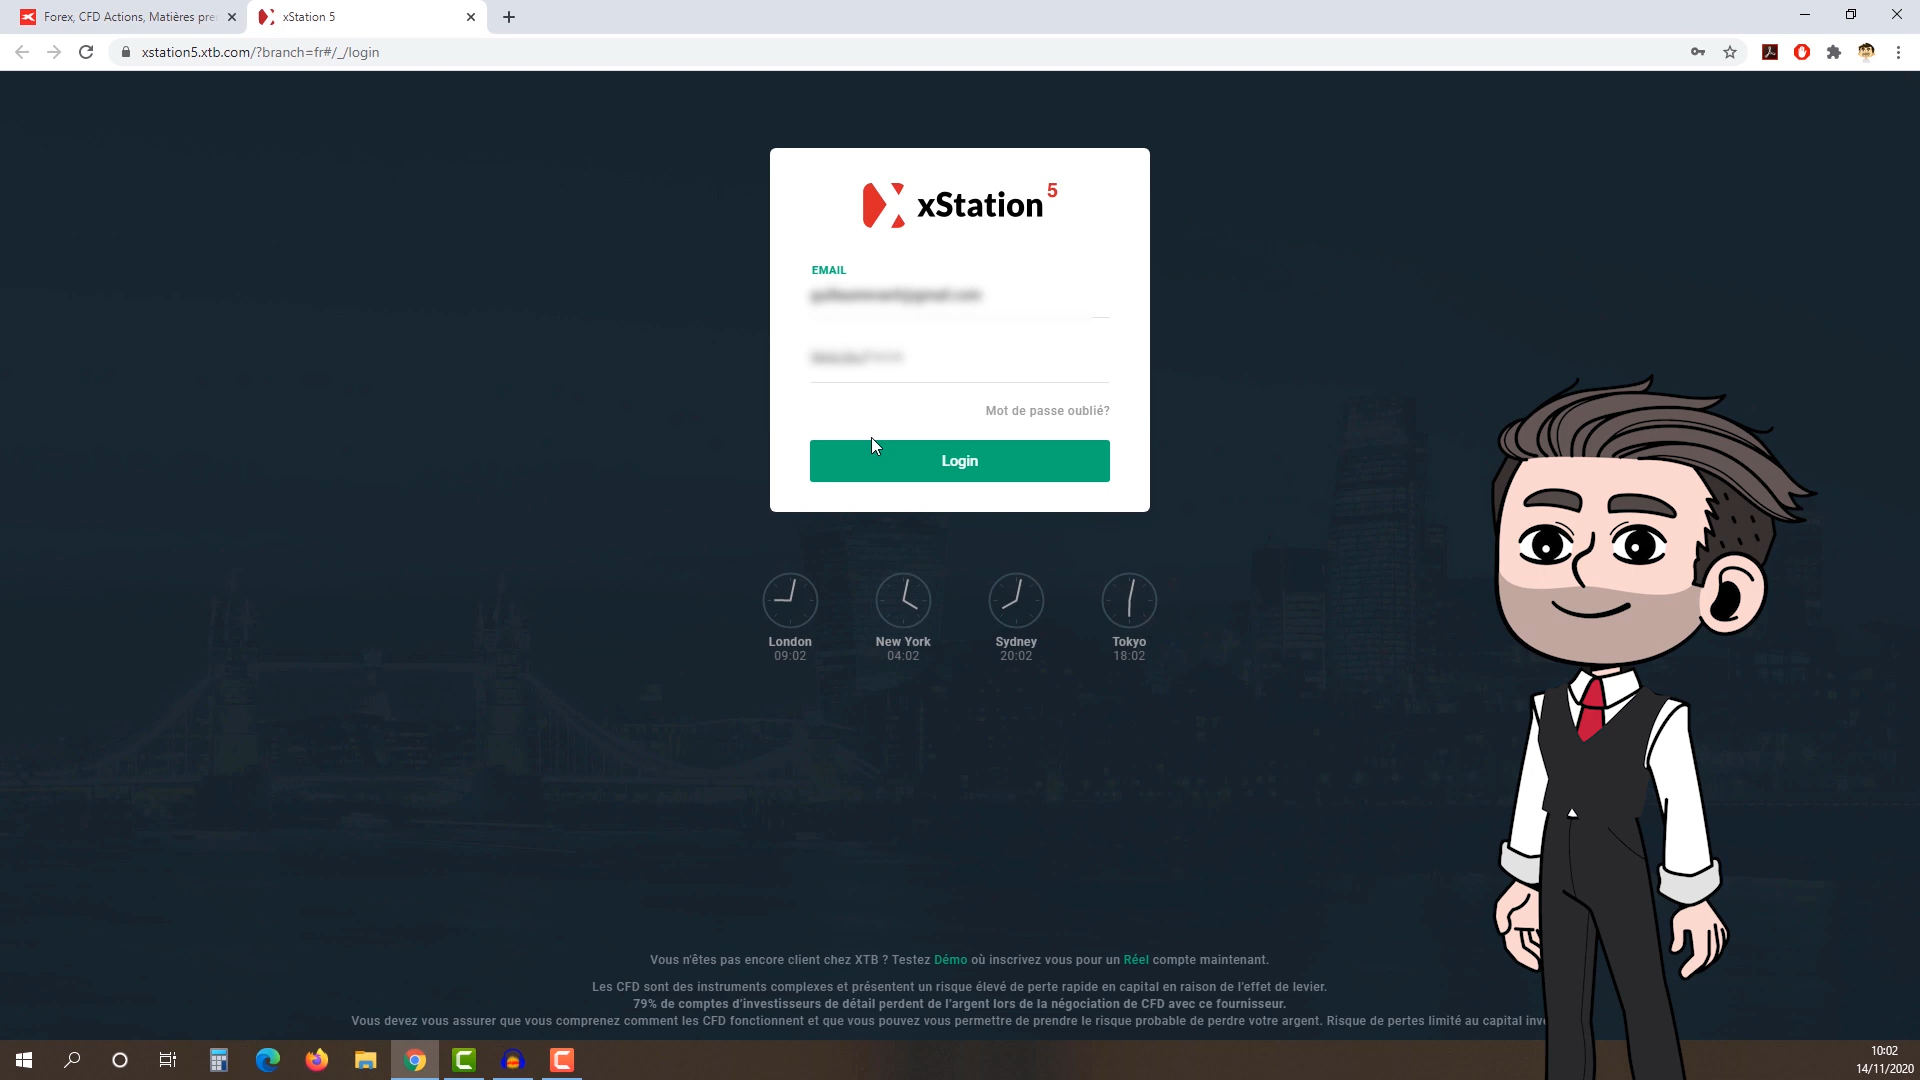 Forex, CFD Actions, Matières pre
xStation 5
xstation5.xtb.com/?branch=fr#/_/login
xStation 5
EMAIL
Mot de passe oublié?
Login
London
09:02
New York
04:02
Sydney
20:02
Tokyo
18:02
Vous n'êtes pas encore client chez XTB ? Testez Démo où inscrivez vous pour un Réel compte maintenant.
Les CFD sont des instruments complexes et présentent un risque élevé de perte rapide en capital en raison de l'effet de levier.
79% de comptes d'investisseurs de détail perdent de l'argent lors de la négociation de CFD avec ce fournisseur.
Vous devez vous assurer que vous comprenez comment les CFD fonctionnent et que vous pouvez vous permettre de prendre le risque probable de perdre votre argent. Risque de pertes limité au capital inv
10:02
14/11/2020